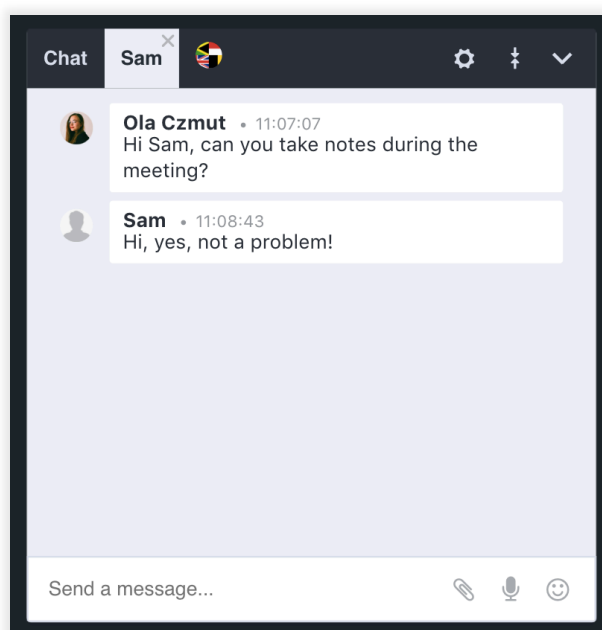 Chat
Sam
Ola Czmut • 11:07:07
Hi Sam, can you take notes during the
meeting?
Sam • 11:08:43
Hi, yes, not a problem!
Send a message...